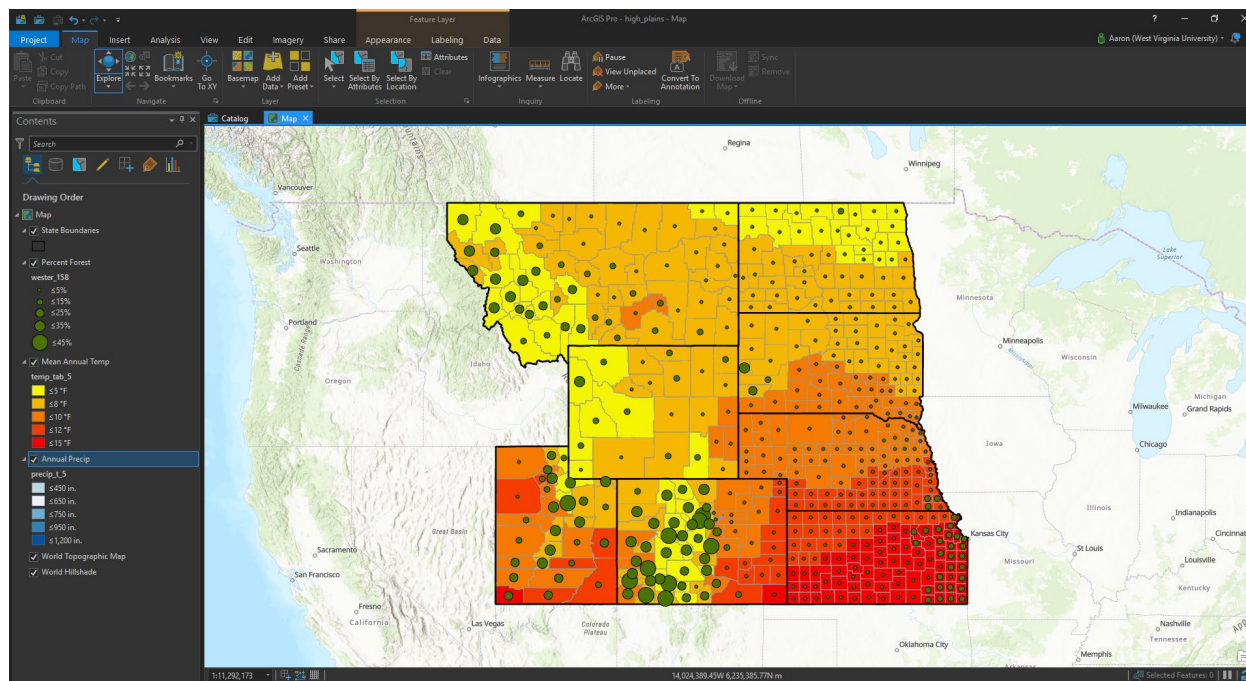 Feature Layer
ArcGIS Pro - high_plains - Map
?
Project Map Insert Analysis View Edit Imagery Share Appearance Labeling Data
Aaron (West Virginia University)
Paste
Cut
Copy
Copy Path
Clipboard
Explore
Bookmarks
Go To XY
Navigate
Basemap
Add Data
Add Preset
Layer
Select
Select By Attributes
Select By Location
Attributes
Clear
Selection
Infographics
Measure
Locate
Inquiry
Pause
View Unplaced
More
Convert To Annotation
Labeling
Download Map
Sync
Remove
Offline
Contents
Catalog
Map
Search
Drawing Order
Map
State Boundaries
Percent Forest
wester_158
≤5%
≤15%
≤25%
≤35%
≤45%
Mean Annual Temp
temp_tab_5
≤5 °F
≤8 °F
≤10 °F
≤12 °F
≤15 °F
Annual Precip
precip_t_5
≤450 in.
≤650 in.
≤750 in.
≤950 in.
≤1,200 in.
World Topographic Map
World Hillshade
Regina
Winnipeg
Vancouver
Seattle
Washington
Lake Superior
Minnesota
Portland
Cascade Range
Minneapolis
Mississippi
Wisconsin
Idaho
Oregon
Michigan
Milwaukee
Grand Rapids
Iowa
Chicago
Great Basin
Illinois
Indianapolis
Kansas City
Cincinnat
Sacramento
St Louis
San Francisco
Missouri
Louisville
Kentucky
Fresno
California
Las Vegas
Colorado Plateau
Nashville
Tennessee
Oklahoma City
Memphis
Arkansas
1:11,292,173
14,024,389.45W 6,235,385.77N m
Selected Features: 0